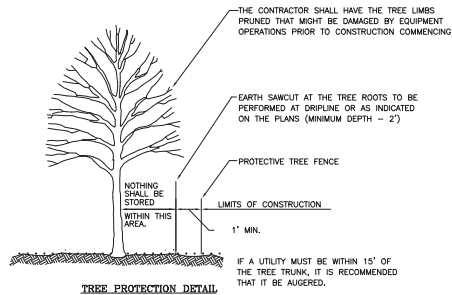 THE CONTRACTOR SHALL HAVE THE TREE LIMBS
PRUNED THAT MIGHT BE DAMAGED BY EQUIPMENT
OPERATIONS PRIOR TO CONSTRUCTION COMMENCING
EARTH SAWCUT AT THE TREE ROOTS TO BE
PERFORMED AT DRIPLINE OR AS INDICATED
ON THE PLANS (MINIMUM DEPTH – 2')
PROTECTIVE TREE FENCE
NOTHING
SHALL BE
STORED
WITHIN THIS
AREA.
LIMITS OF CONSTRUCTION
1' MIN.
IF A UTILITY MUST BE WITHIN 15' OF
THE TREE TRUNK, IT IS RECOMMENDED
THAT IT BE AUGERED.
TREE PROTECTION DETAIL